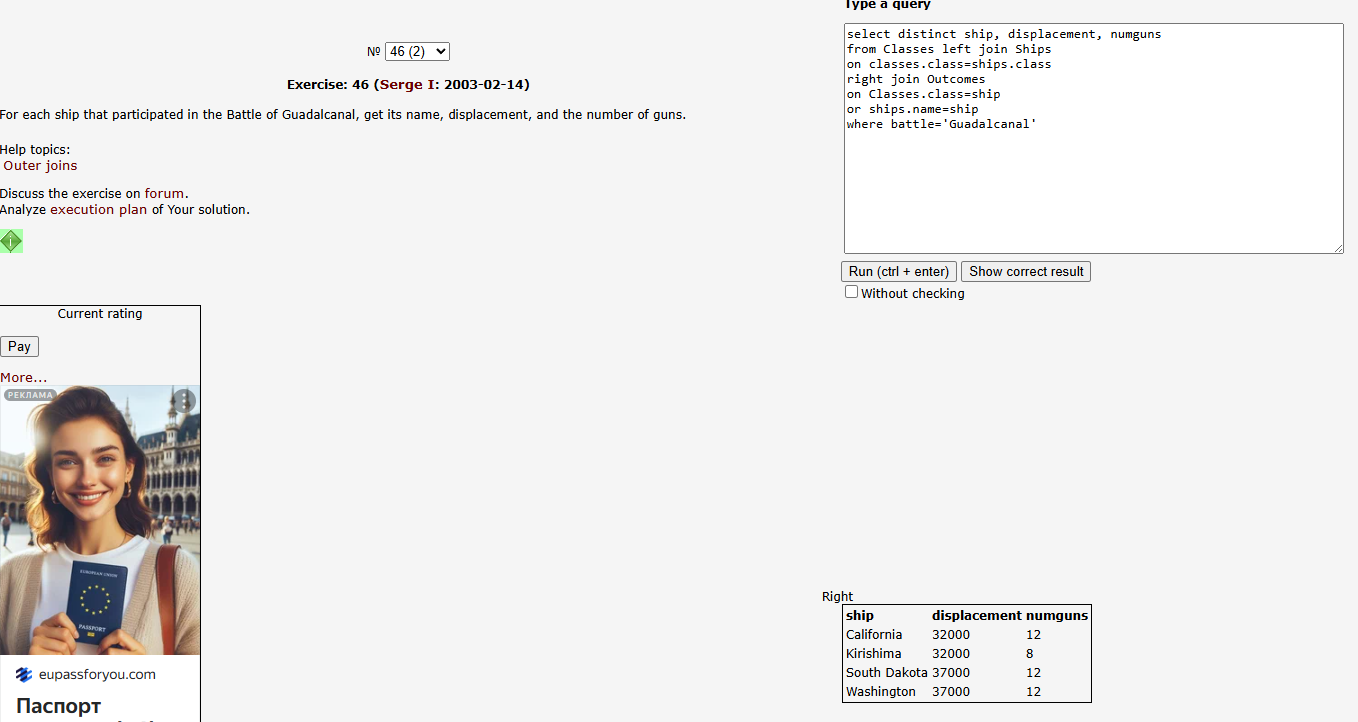 Type a query
№ 46 (2)
Exercise: 46 (Serge I: 2003-02-14)
For each ship that participated in the Battle of Guadalcanal, get its name, displacement, and the number of guns.
Help topics:
Outer joins
Discuss the exercise on forum.
Analyze execution plan of Your solution.
select distinct ship, displacement, numguns
from Classes left join Ships
on classes.class=ships.class
right join Outcomes
on Classes.class=ship
or ships.name=ship
where battle='Guadalcanal'
Run (ctrl + enter) Show correct result
Without checking
Current rating
Pay
More...
РЕКЛАМА
EUROPEAN UNION
PASSPORT
eupassforyou.com
Паспорт
Right
ship displacement numguns
California 32000 12
Kirishima 32000 8
South Dakota 37000 12
Washington 37000 12